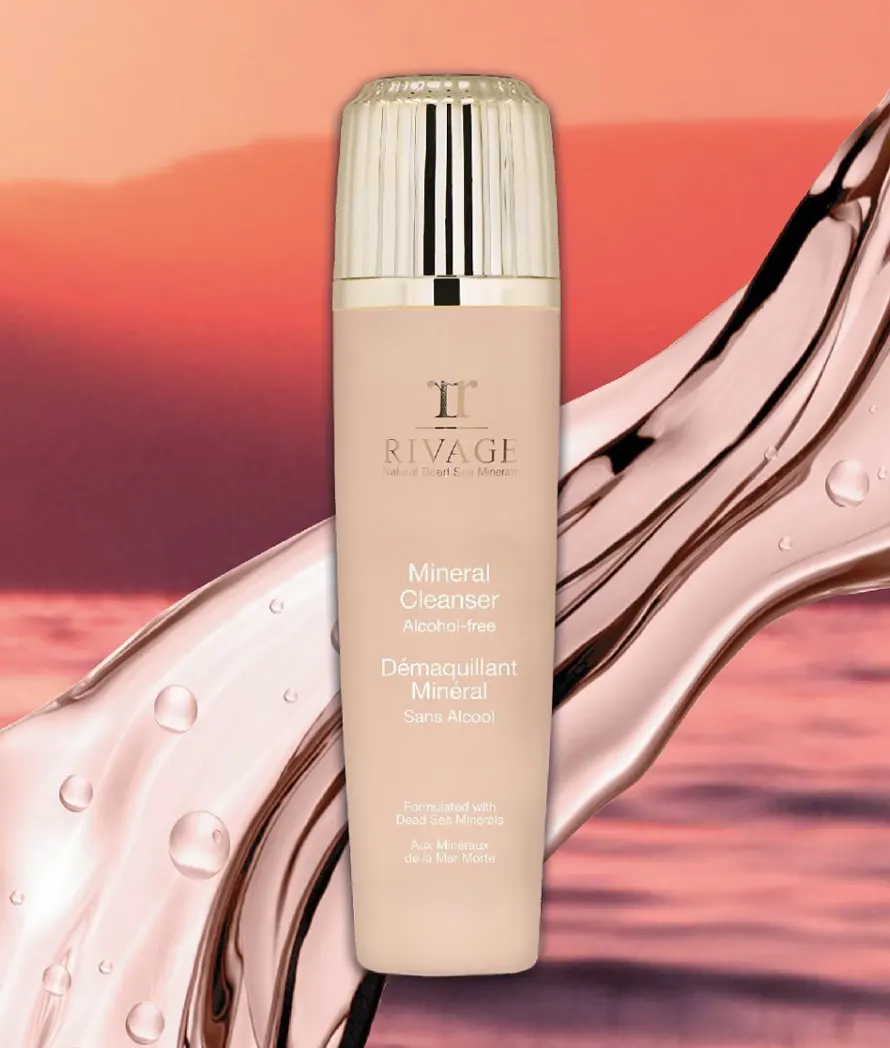 rr
RIVAGE
Natural Dead Sea Minerals
Mineral
Cleanser
Alcohol-free
Démaquillant
Minéral
Sans Alcool
Formulated with
Dead Sea Minerals
Aux Minéraux
de la Mer Morte